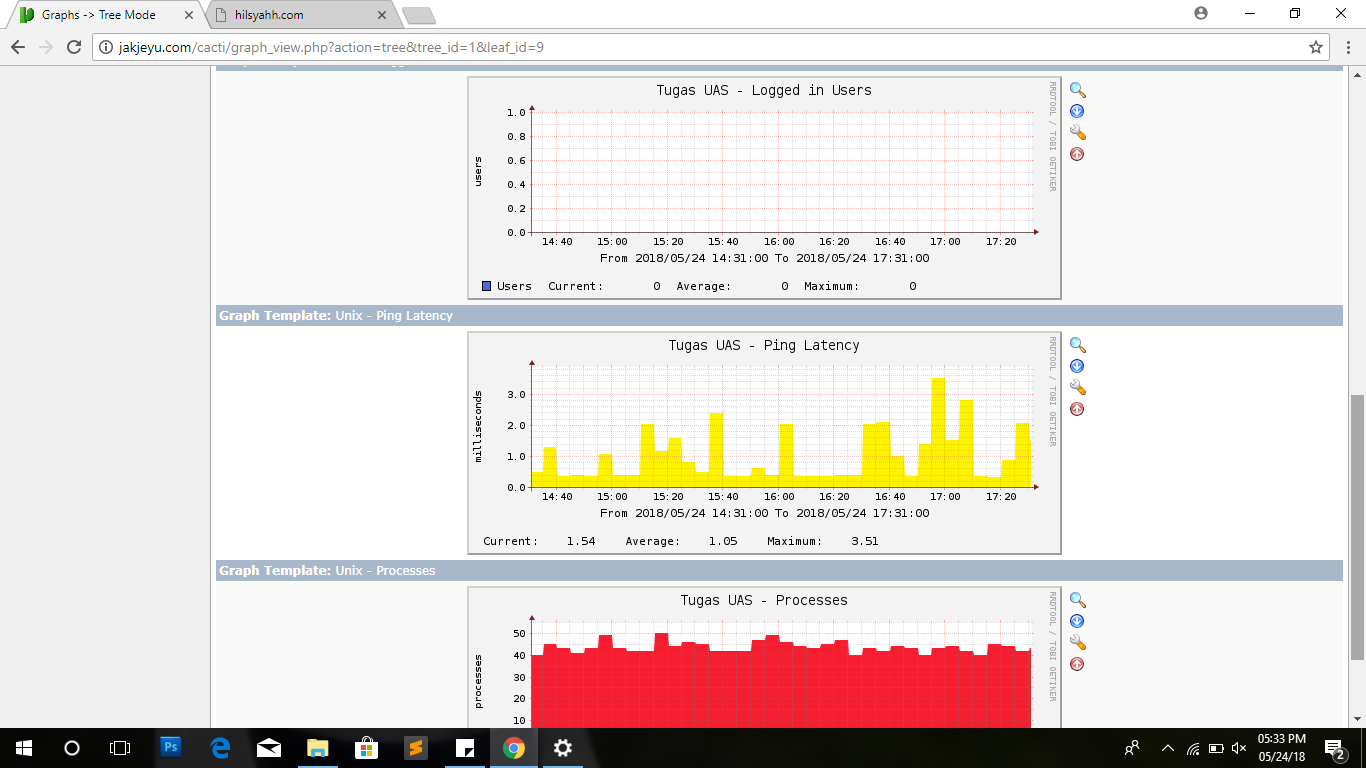 Graphs -> Tree Mode
hilsyahh.com
jakjeyu.com/cacti/graph_view.php?action=tree&tree_id=1&leaf_id=9
Tugas UAS - Logged in Users
RRDTOOL / TOBI OETIKER
users
1.0
0.8
0.6
0.4
0.2
0.0
14:40 15:00 15:20 15:40 16:00 16:20 16:40 17:00 17:20
From 2018/05/24 14:31:00 To 2018/05/24 17:31:00
Users Current: 0 Average: 0 Maximum: 0
Graph Template: Unix - Ping Latency
Tugas UAS - Ping Latency
RRDTOOL / TOBI OETIKER
milliseconds
3.0
2.0
1.0
0.0
14:40 15:00 15:20 15:40 16:00 16:20 16:40 17:00 17:20
From 2018/05/24 14:31:00 To 2018/05/24 17:31:00
Current: 1.54 Average: 1.05 Maximum: 3.51
Graph Template: Unix - Processes
Tugas UAS - Processes
RRDTOOL / TOBI OETIKER
processes
50
40
30
20
10
Ps
05:33 PM
05/24/18
2